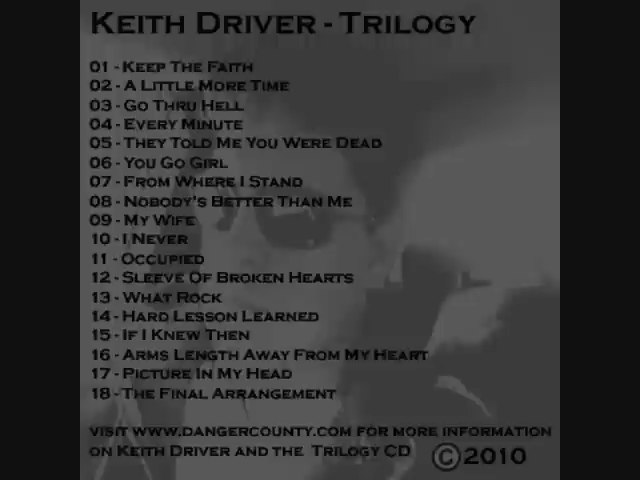 KEITH DRIVER - TRILOGY
01 - KEEP THE FAITH
02 - A LITTLE MORE TIME
03 - GO THRU HELL
04 - EVERY MINUTE
05 - THEY TOLD ME YOU WERE DEAD
06 - YOU GO GIRL
07 - FROM WHERE I STAND
08 - NOBODY'S BETTER THAN ME
09 - MY WIFE
10 - I NEVER
11 - OCCUPIED
12 - SLEEVE OF BROKEN HEARTS
13 - WHAT ROCK
14 - HARD LESSON LEARNED
15 - IF I KNEW THEN
16 - ARMS LENGTH AWAY FROM MY HEART
17 - PICTURE IN MY HEAD
18 - THE FINAL ARRANGEMENT
VISIT WWW.DANGERCOUNTY.COM FOR MORE INFORMATION
ON KEITH DRIVER AND THE TRILOGY CD ©2010